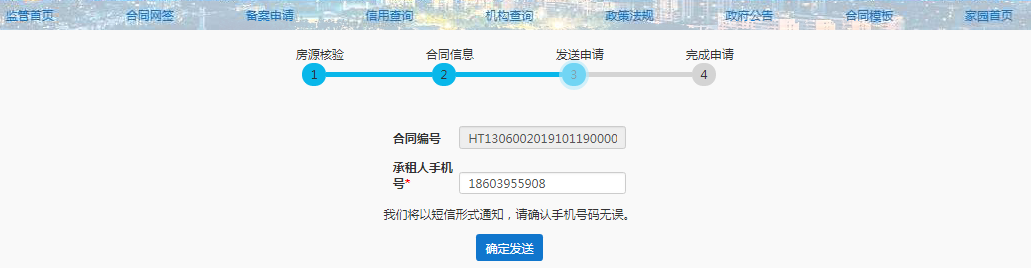 监管首页 合同网签 备案申请 信用查询 机构查询 政策法规 政府公告 合同模板 家园首页
房源核验 合同信息 发送申请 完成申请
1 2 3 4
合同编号 HT1306002019101190000
承租人手机
号* 18603955908
我们将以短信形式通知，请确认手机号码无误。
确定发送